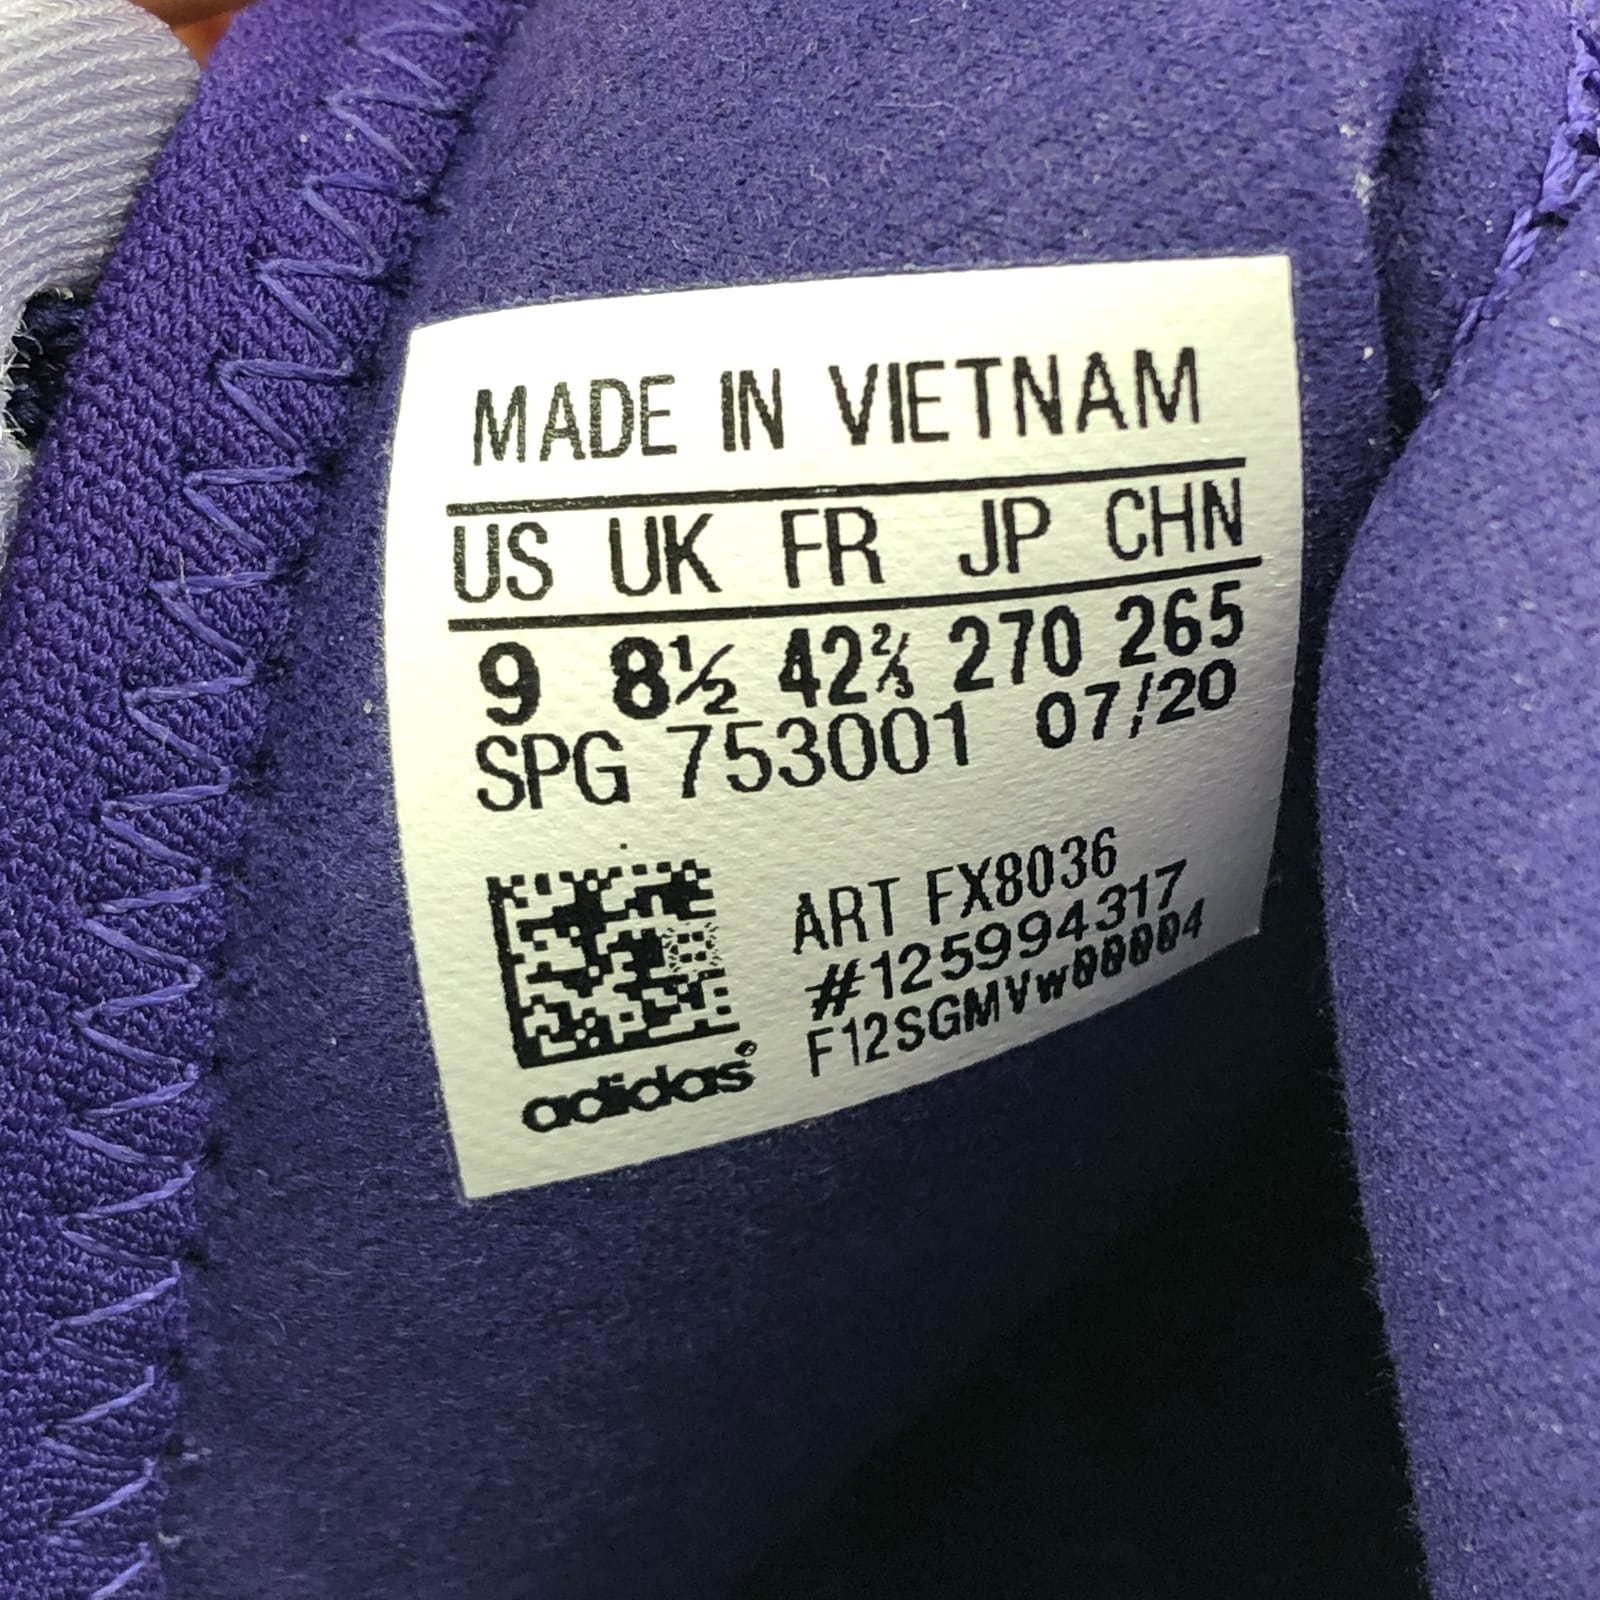 MADE IN VIETNAM
US UK FR JP CHN
9 8½ 42⅔ 270 265
SPG 753001 07/20
ART FX8036
#125994317
F12SGMVw00004
adidas®